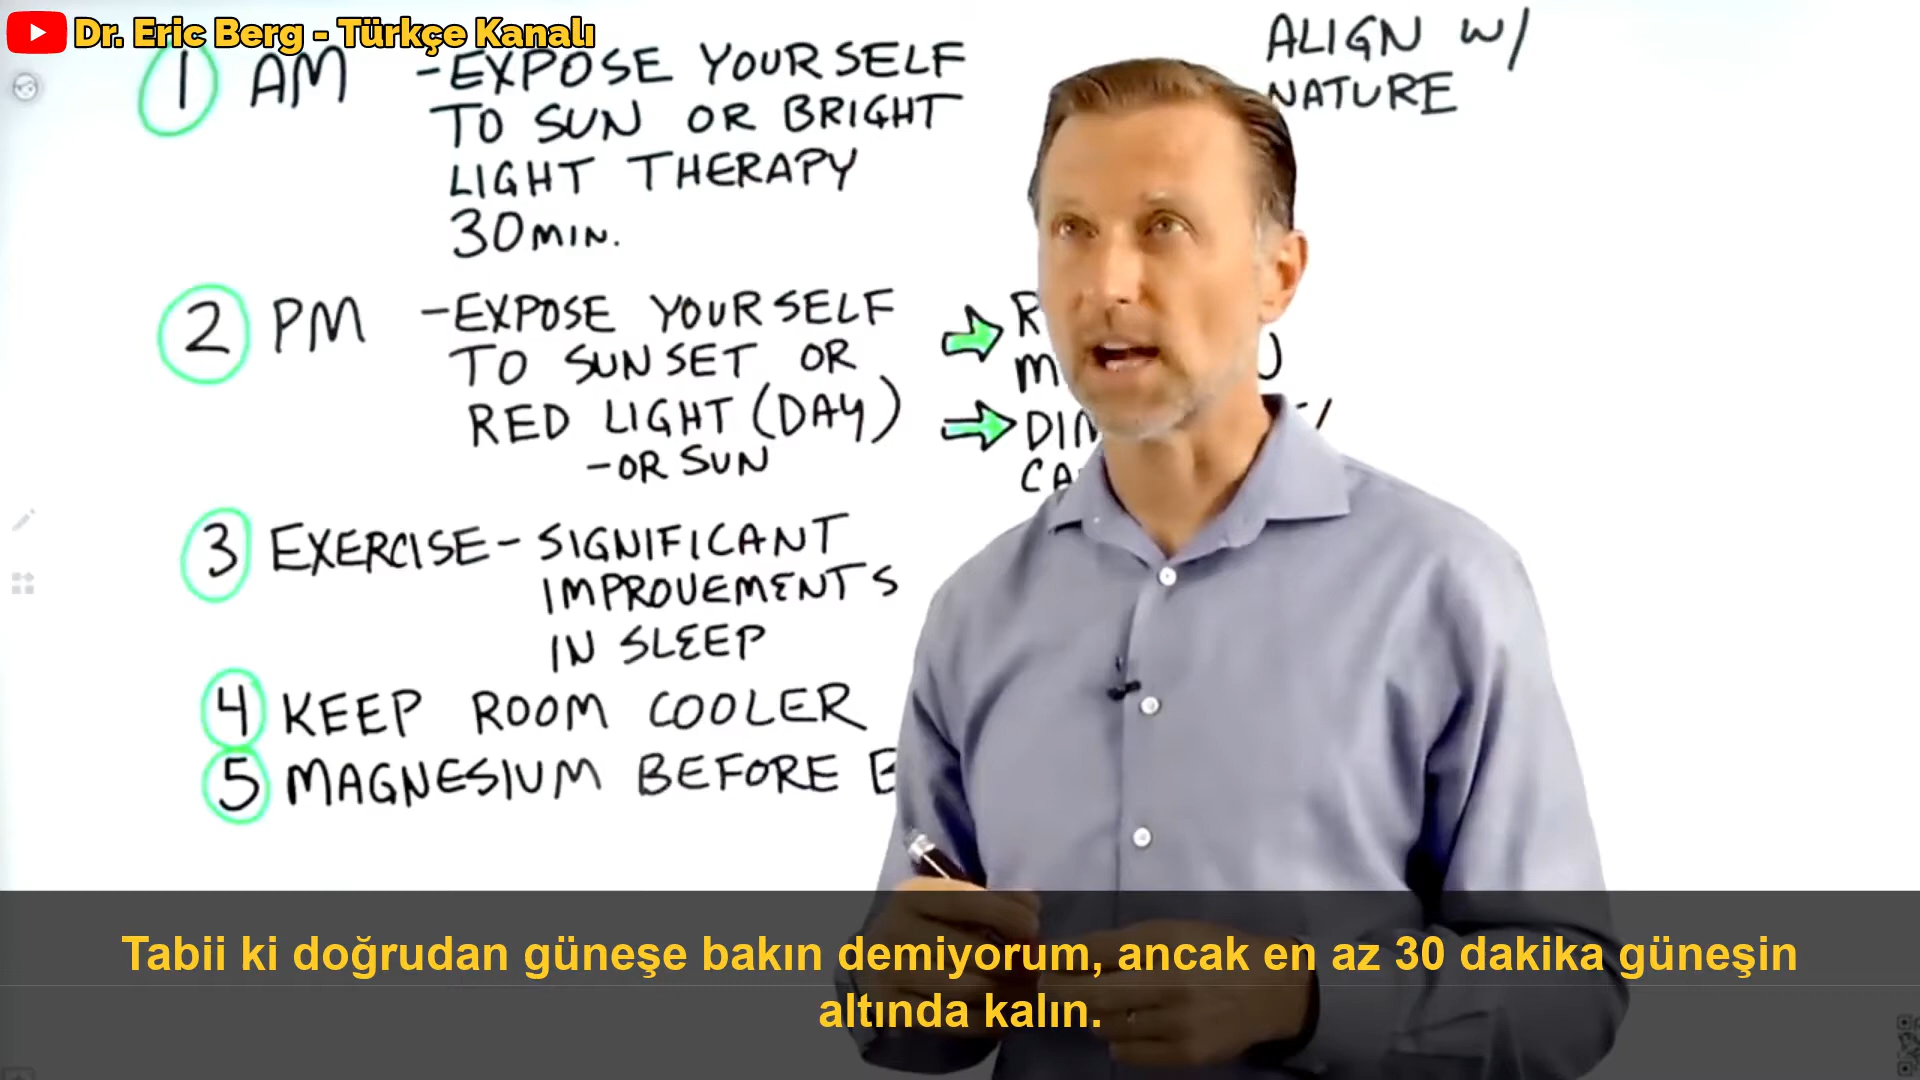 Dr. Eric Berg - Türkçe Kanalı
ALIGN W/
NATURE
1 AM -EXPOSE YOURSELF
TO SUN OR BRIGHT
LIGHT THERAPY
30 MIN.
2 PM -EXPOSE YOURSELF
TO SUNSET OR
RED LIGHT (DAY)
-OR SUN
3 EXERCISE - SIGNIFICANT
IMPROVEMENTS
IN SLEEP
4 KEEP ROOM COOLER
5 MAGNESIUM BEFORE
Tabii ki doğrudan güneşe bakın demiyorum, ancak en az 30 dakika güneşin
altında kalın.